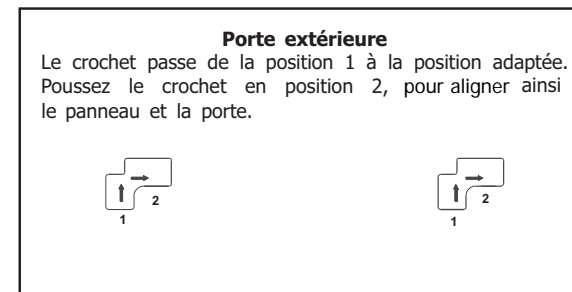 Porte extérieure
Le crochet passe de la position 1 à la position adaptée.
Poussez le crochet en position 2, pour aligner ainsi
le panneau et la porte.
2 2
1 1